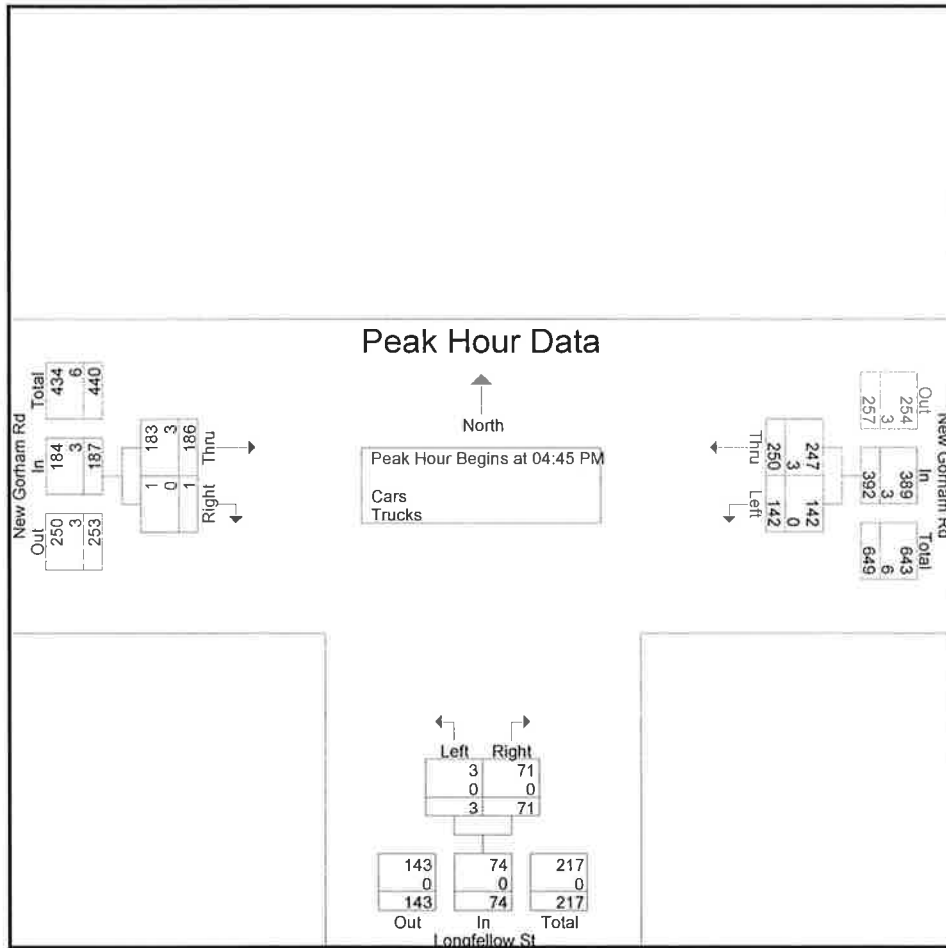 Peak Hour Data
North
Peak Hour Begins at 04:45 PM
Cars
Trucks
New Gorham Rd
Total
In
Out
434
6
440
184
3
187
250
3
253
Thru
Right
183
3
186
1
0
1
New Gorham Rd
Out
In
Total
254
3
257
389
3
392
643
6
649
Thru
Left
247
3
250
142
0
142
Left Right
3 71
0 0
3 71
143 74 217
0 0 0
143 74 217
Out In Total
Longfellow St